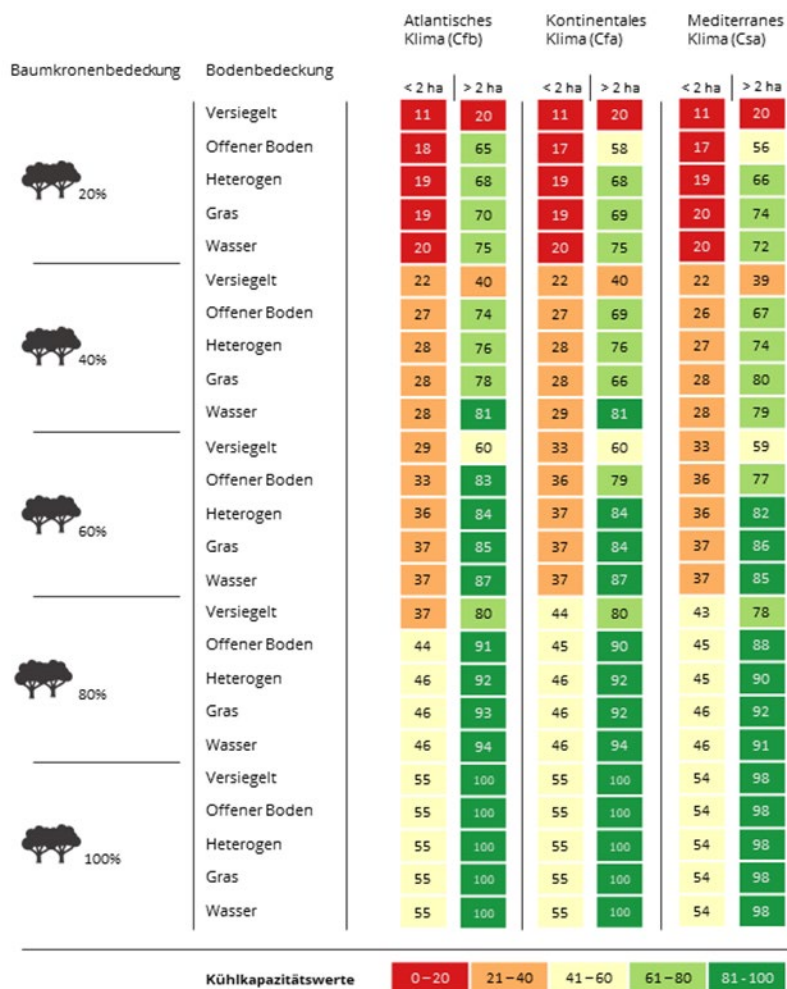 Atlantisches Kontinentales Mediterranes
Klima (Cfb) Klima (Cfa) Klima (Csa)
Baumkronenbedeckung Bodenbedeckung
< 2 ha > 2 ha < 2 ha > 2 ha < 2 ha > 2 ha
Versiegelt 11 20 11 20 11 20
Offener Boden 18 65 17 58 17 56
Heterogen 19 68 19 68 19 66
20%
Gras 19 70 19 69 20 74
Wasser 20 75 20 75 20 72
Versiegelt 22 40 22 40 22 39
Offener Boden 27 74 27 69 26 67
Heterogen 28 76 28 76 27 74
40%
Gras 28 78 28 66 28 80
Wasser 28 81 29 81 28 79
Versiegelt 29 60 33 60 33 59
Offener Boden 33 83 36 79 36 77
Heterogen 36 84 37 84 36 82
60%
Gras 37 85 37 84 37 86
Wasser 37 87 37 87 37 85
Versiegelt 37 80 44 80 43 78
Offener Boden 44 91 45 90 45 88
Heterogen 46 92 46 92 45 90
80%
Gras 46 93 46 92 46 92
Wasser 46 94 46 94 46 91
Versiegelt 55 100 55 100 54 98
Offener Boden 55 100 55 100 54 98
Heterogen 55 100 55 100 54 98
100%
Gras 55 100 55 100 54 98
Wasser 55 100 55 100 54 98
Kühlkapazitätswerte 0–20 21–40 41–60 61–80 81-100